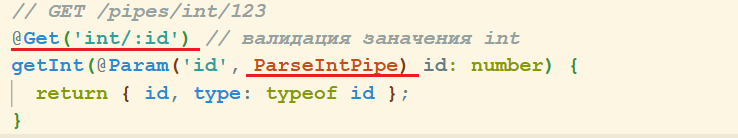 // GET /pipes/int/123
@Get('int/:id') // валидация заначения int
getInt(@Param('id', ParseIntPipe) id: number) {
return { id, type: typeof id };
}